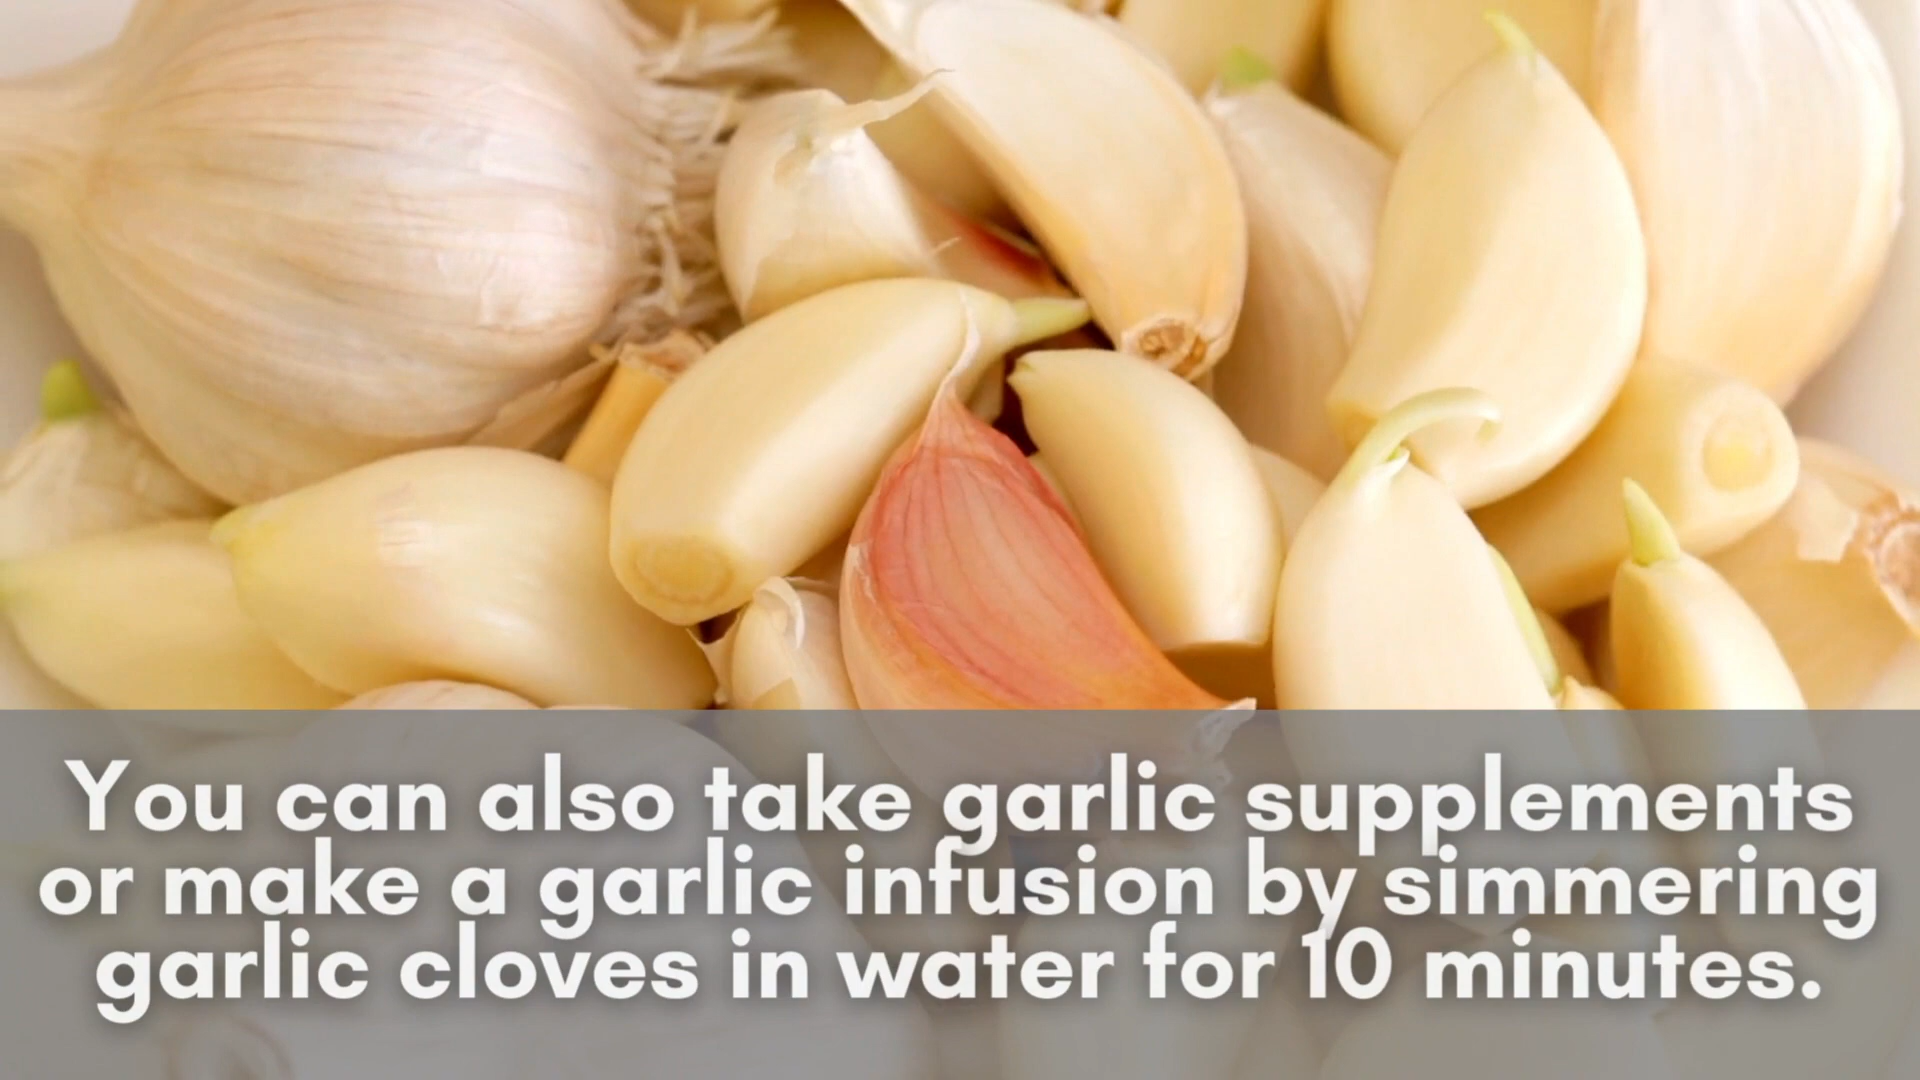 You can also take garlic supplements
or make a garlic infusion by simmering
garlic cloves in water for 10 minutes.